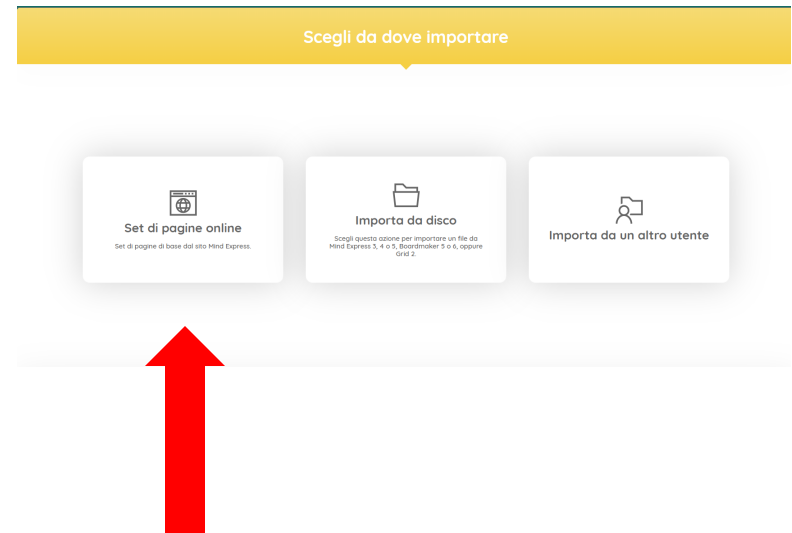 Scegli da dove importare
Set di pagine online
Set di pagine di base dal sito Mind Express.
Importa da disco
Scegli questa azione per importare un file da
Mind Express 3, 4 o 5, Boardmaker 5 o 6, oppure
Grid 2.
Importa da un altro utente